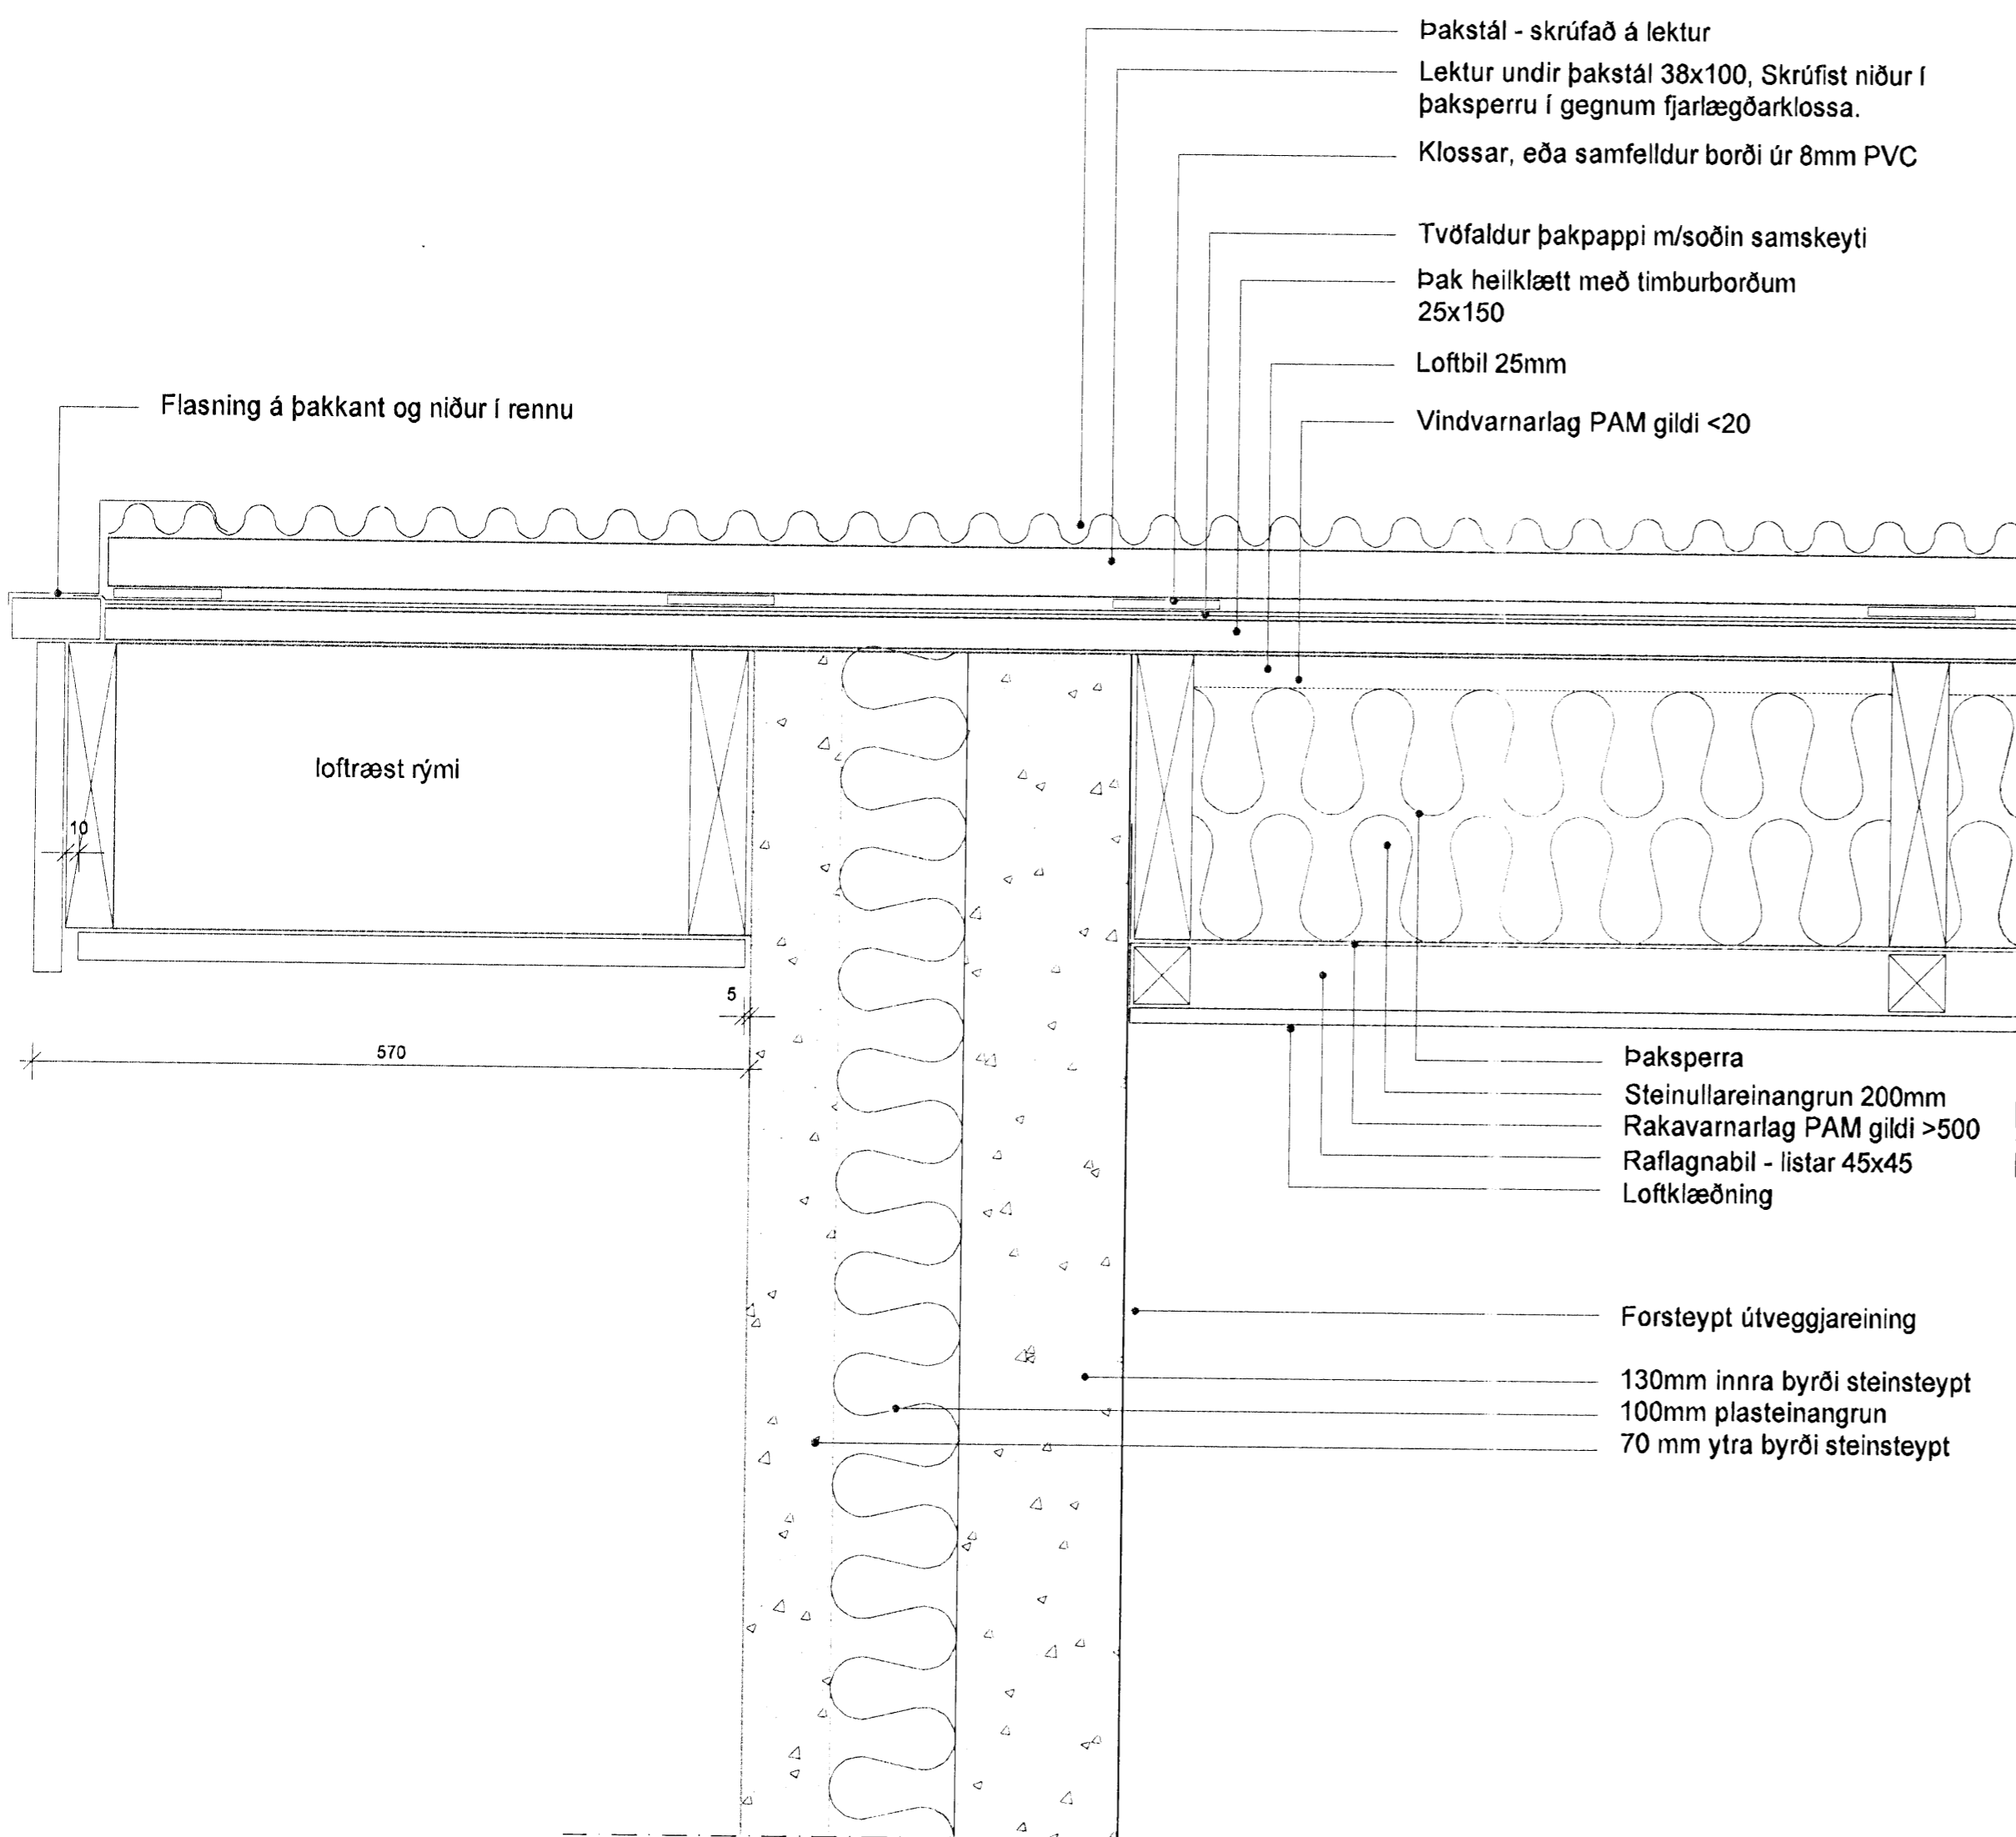 Þakstál - skrúfað á lektur
Lektur undir þakstál 38x100, Skrúfist niður í
þaksperru í gegnum fjarlægðarklossa.
Klossar, eða samfelldur borði úr 8mm PVC
Tvöfaldur þakpappi m/soðin samskeyti
Þak heilklætt með timburborðum
25x150
Loftbil 25mm
Vindvarnarlag PAM gildi <20
Flasning á þakkant og niður í rennu
loftræst rými
10
5
570
Þaksperra
Steinullareinangrun 200mm
Rakavarnarlag PAM gildi >500
Raflagnabil - listar 45x45
Loftklæðning
Forsteypt útveggjareining
130mm innra byrði steinsteypt
100mm plasteinangrun
70 mm ytra byrði steinsteypt